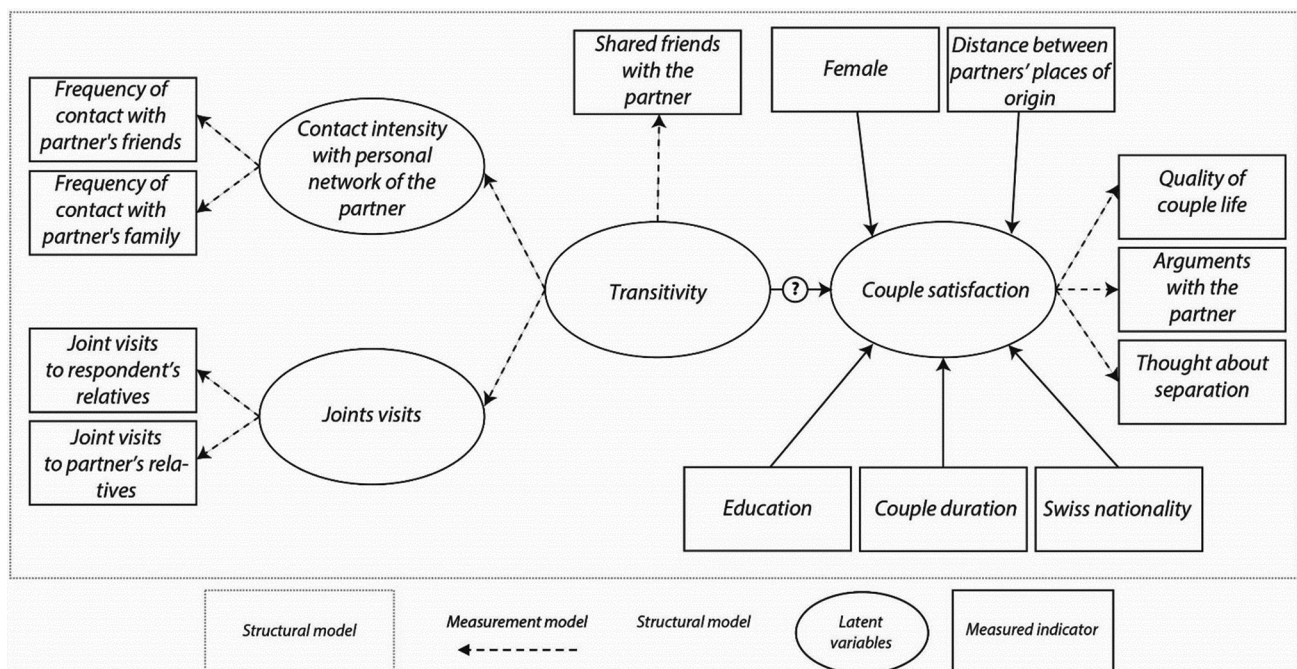 Frequency of
contact with
partner's friends
Frequency of
contact with
partner's family
Contact intensity
with personal
network of the
partner
Joint visits
to respondent's
relatives
Joint visits
to partner's rela-
tives
Joints visits
Shared friends
with the
partner
Transitivity
?
Female
Distance between
partners' places of
origin
Couple satisfaction
Quality of
couple life
Arguments
with the
partner
Thought about
separation
Education
Couple duration
Swiss nationality
Structural model
Measurement model
Structural model
Latent
variables
Measured indicator